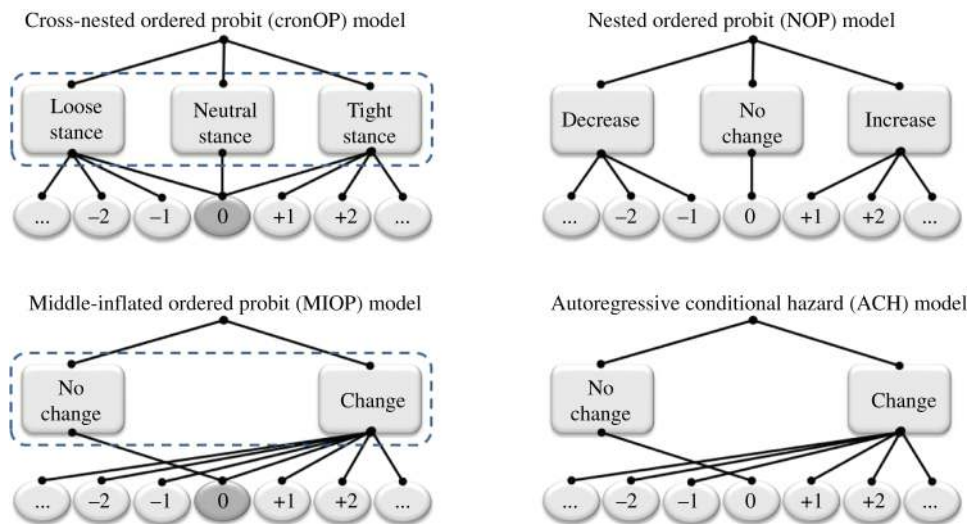 Cross-nested ordered probit (cronOP) model
Loose
stance
Neutral
stance
Tight
stance
... −2 −1 0 +1 +2 ...
Nested ordered probit (NOP) model
Decrease
No
change
Increase
... −2 −1 0 +1 +2 ...
Middle-inflated ordered probit (MIOP) model
No
change
Change
... −2 −1 0 +1 +2 ...
Autoregressive conditional hazard (ACH) model
No
change
Change
... −2 −1 0 +1 +2 ...